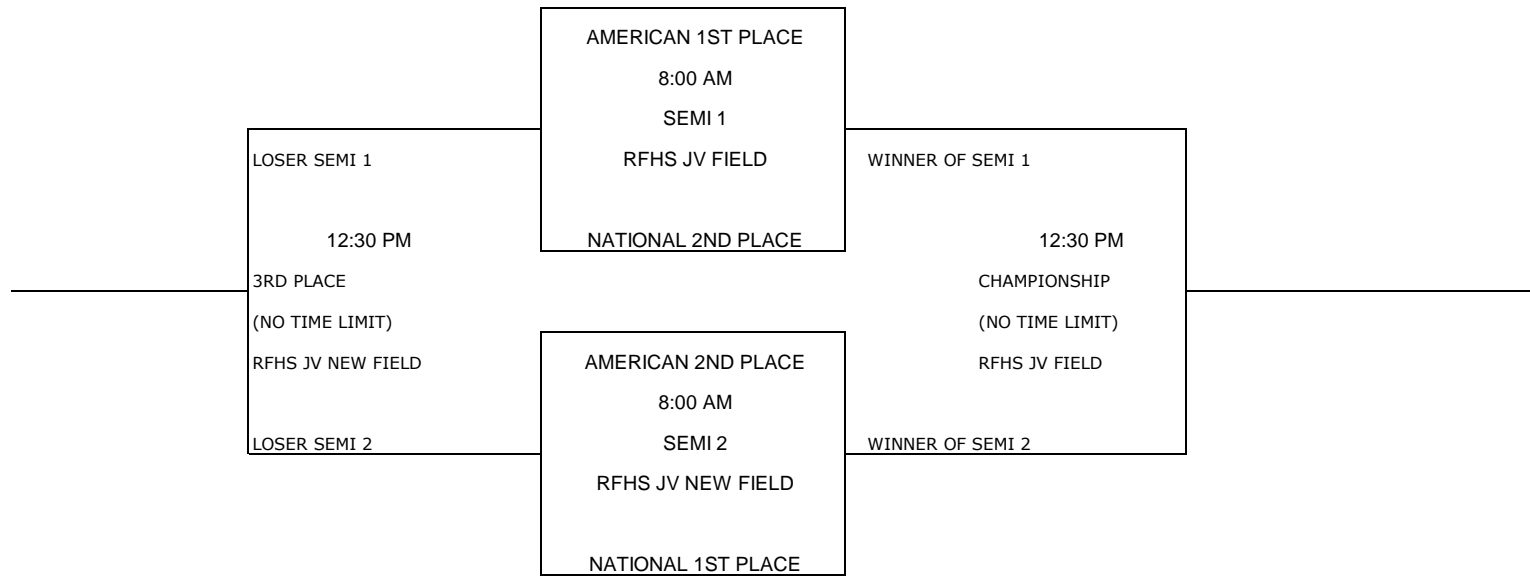 AMERICAN 1ST PLACE
8:00 AM
SEMI 1
LOSER SEMI 1
RFHS JV FIELD
WINNER OF SEMI 1
12:30 PM
NATIONAL 2ND PLACE
12:30 PM
3RD PLACE
CHAMPIONSHIP
(NO TIME LIMIT)
(NO TIME LIMIT)
RFHS JV NEW FIELD
AMERICAN 2ND PLACE
RFHS JV FIELD
8:00 AM
LOSER SEMI 2
SEMI 2
WINNER OF SEMI 2
RFHS JV NEW FIELD
NATIONAL 1ST PLACE